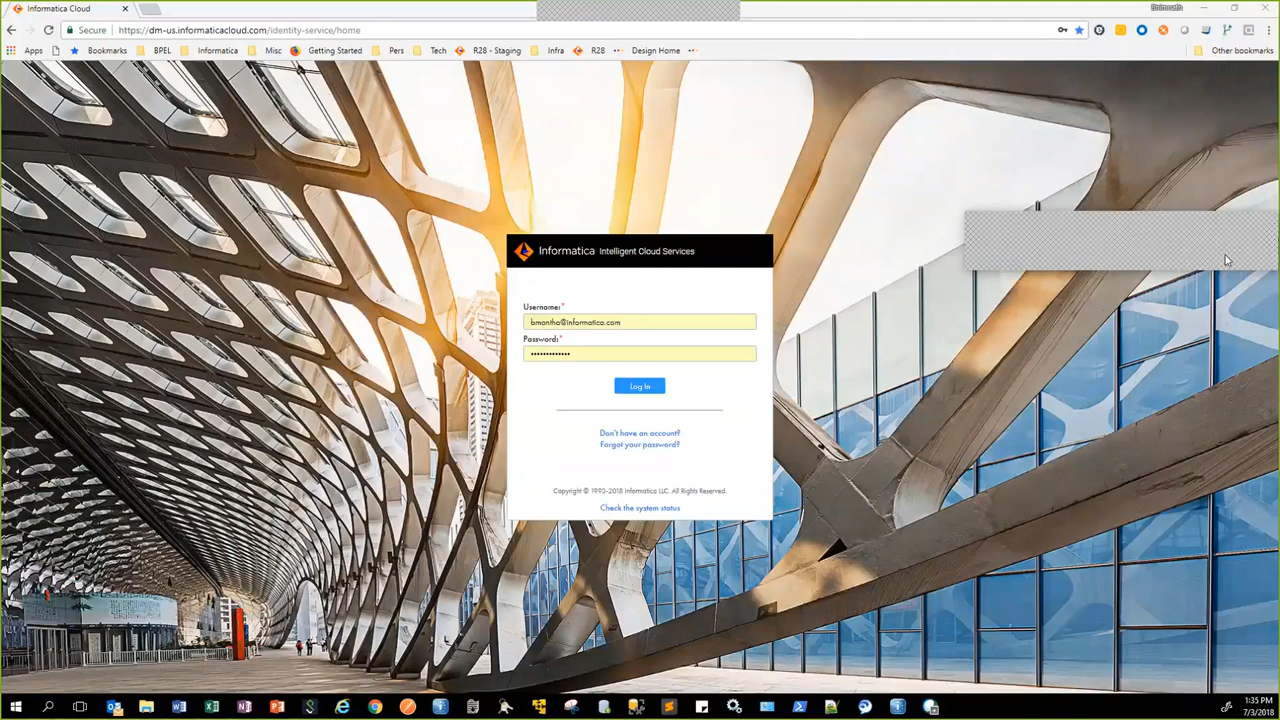 Informatica Cloud
Secure https://dm-us.informaticacloud.com/identity-service/home
Apps Bookmarks BPEL Informatica Misc Getting Started Pers Tech R28 - Staging Infra R28 Design Home Other bookmarks
Informatica Intelligent Cloud Services
Username:*
bmantha@informatica.com
Password:*
•••••••••••••
Log In
Don't have an account?
Forgot your password?
Copyright © 1995-2018 Informatica LLC. All Rights Reserved.
Check the system status
1:35 PM
7/3/2018